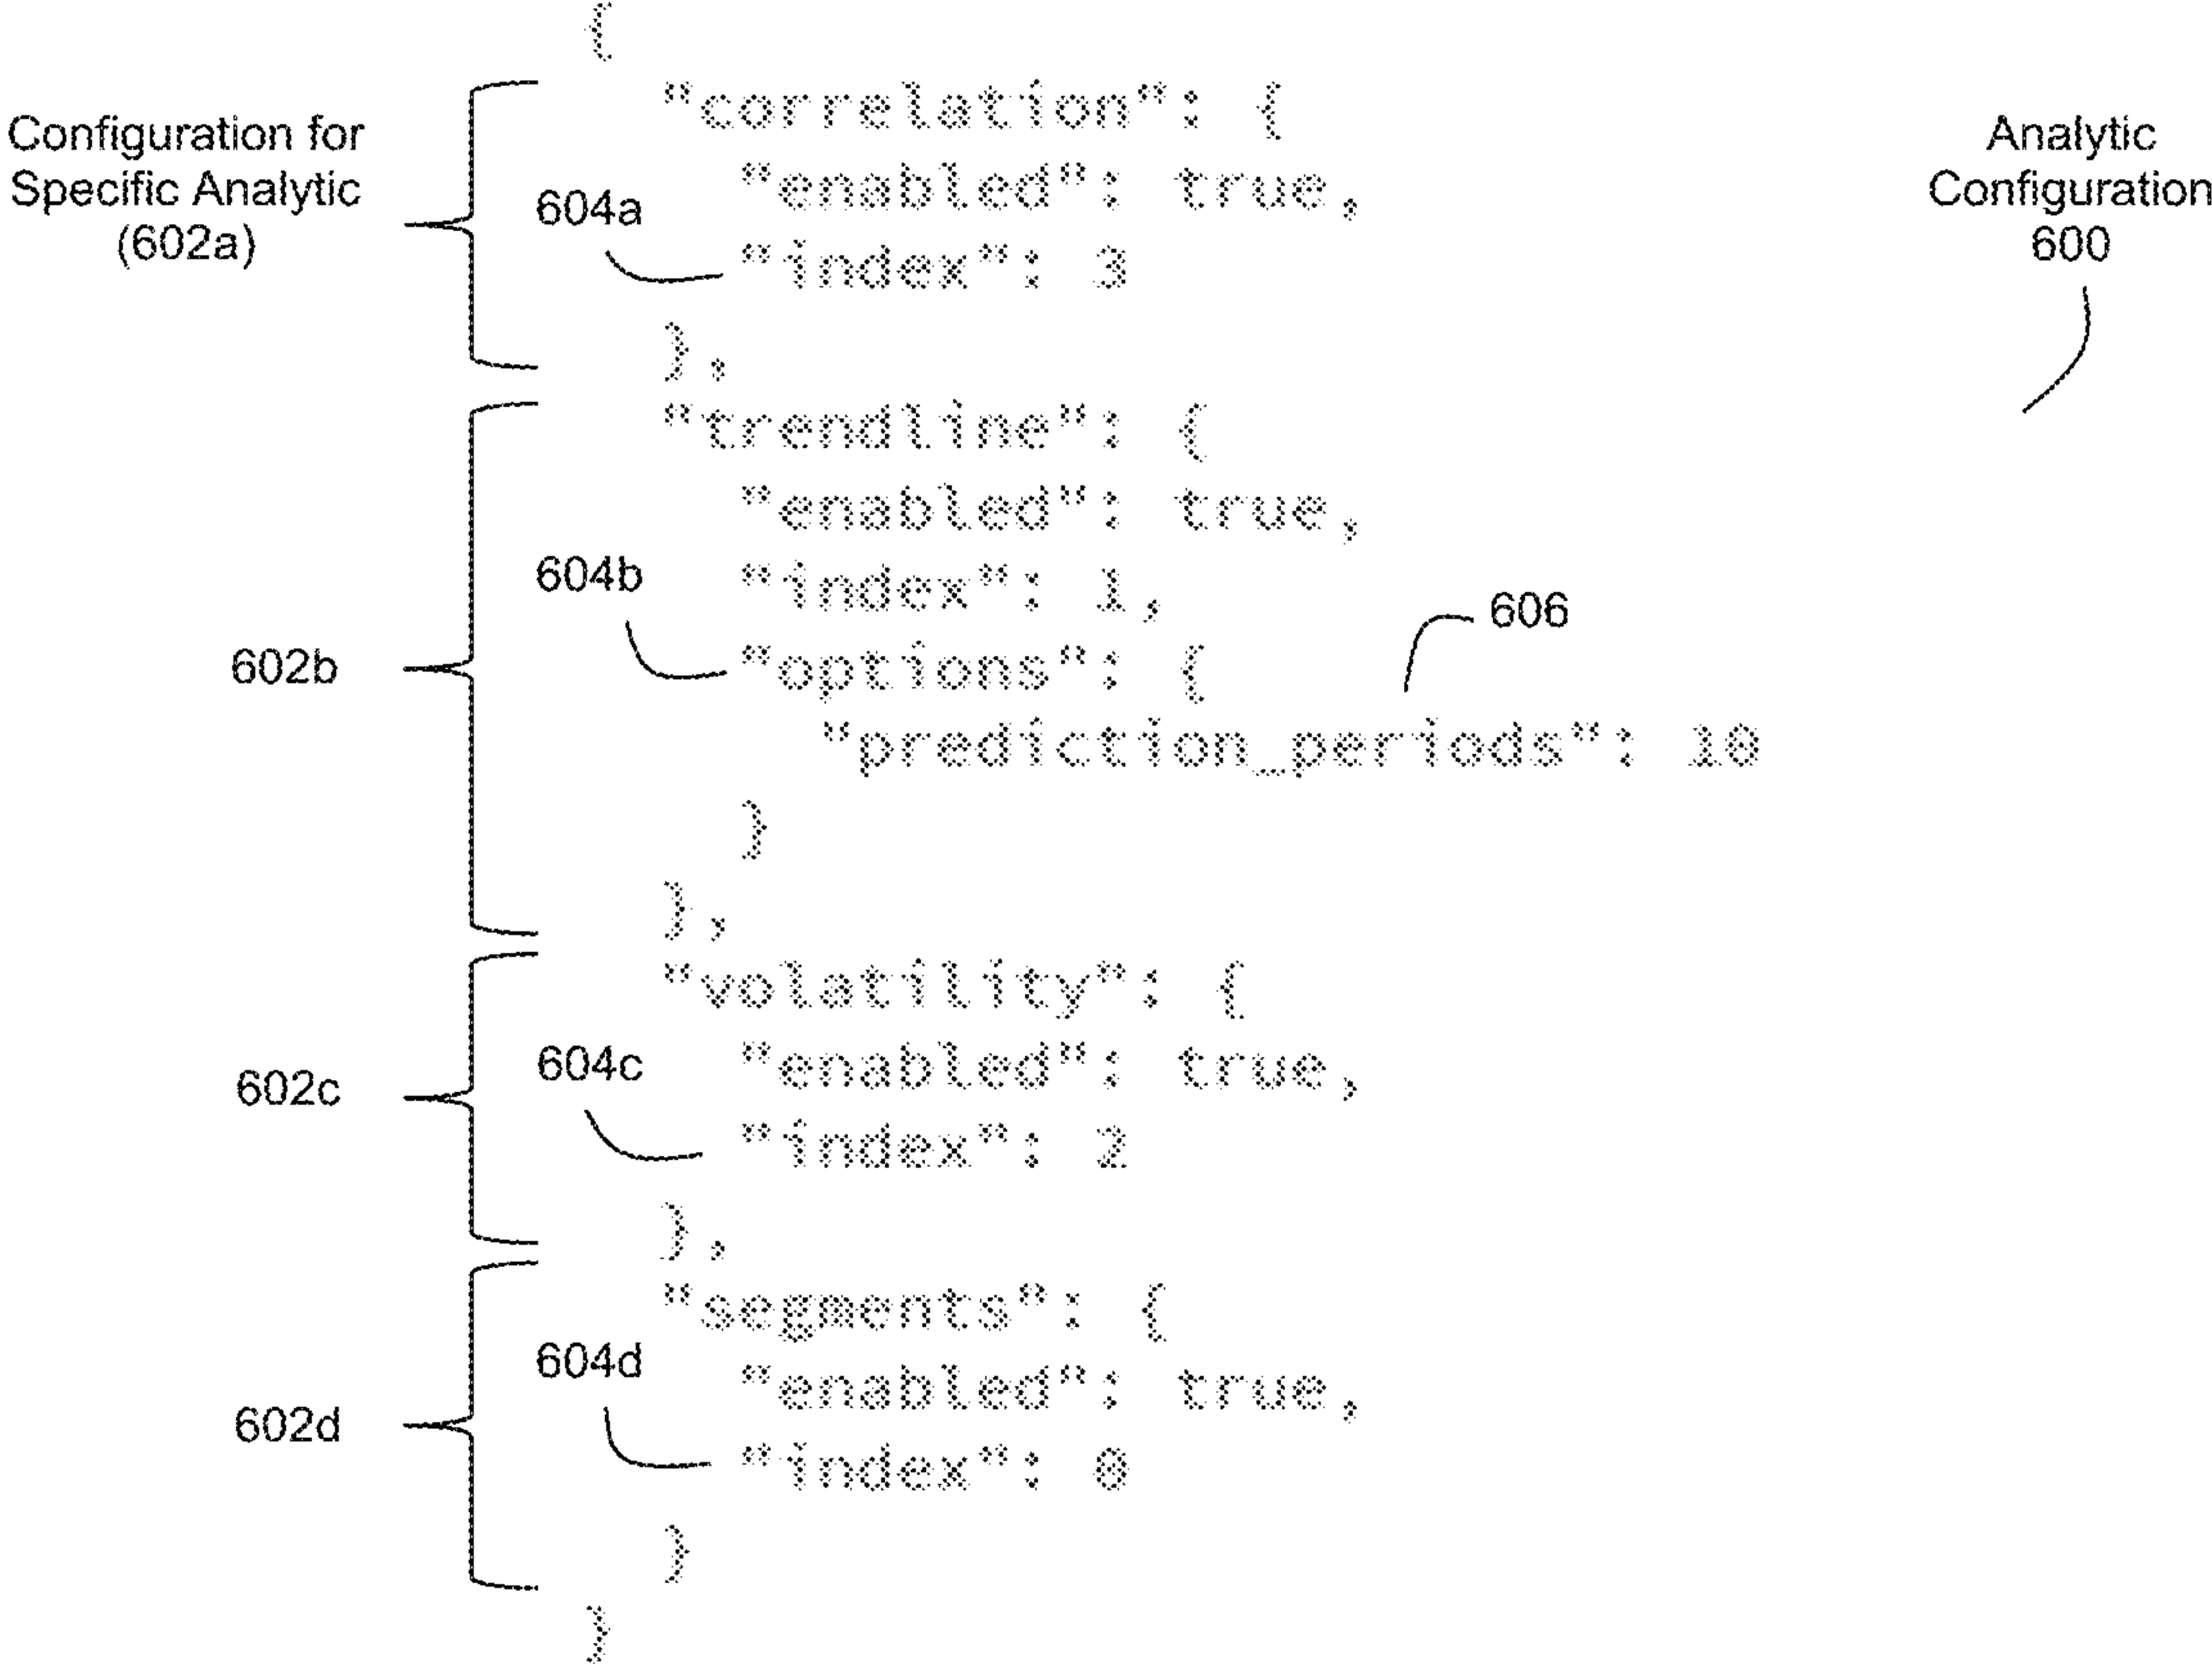 {
"correlation": {
Configuration for
Specific Analytic
(602a)
Analytic
Configuration
600
"enabled": true,
604a
"index": 3
},
"trendline": {
"enabled": true,
604b
"index": 1,
606
602b
"options": {
"prediction_periods": 10
}
},
"volatility": {
604c
"enabled": true,
602c
"index": 2
},
"segments": {
604d
"enabled": true,
602d
"index": 0
}
}